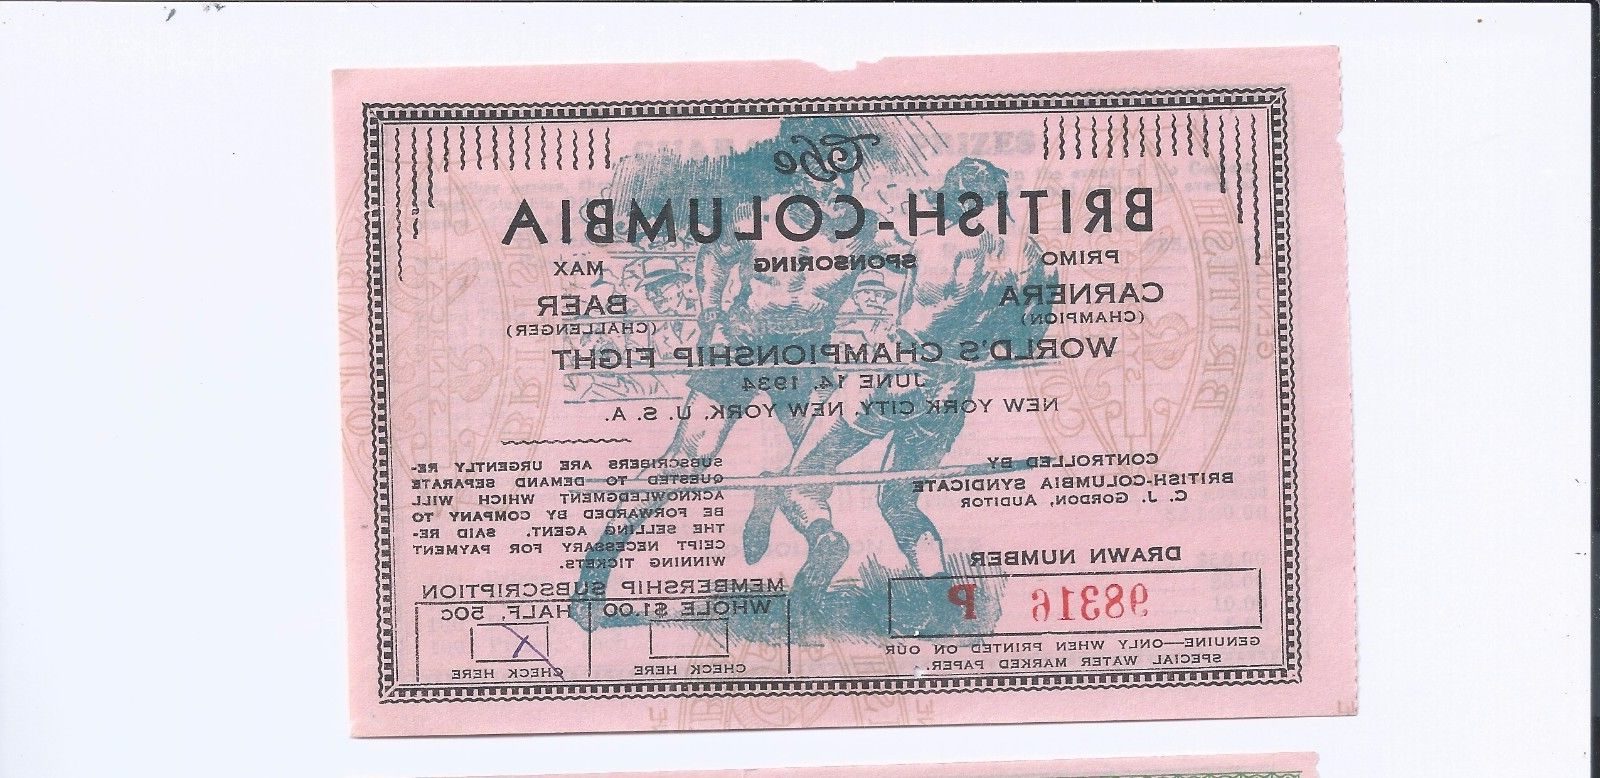 The
BRITISH-COLUMBIA
PRIMO SPONSORING MAX
CARNERA BAER
(CHAMPION) (CHALLENGER)
WORLD'S CHAMPIONSHIP FIGHT
JUNE 14, 1934
NEW YORK CITY, NEW YORK, U. S. A.
CONTROLLED BY
BRITISH-COLUMBIA SYNDICATE
C. J. GORDON, AUDITOR
DRAWN NUMBER
98316 P
GENUINE—ONLY WHEN PRINTED ON OUR
SPECIAL WATER MARKED PAPER.
SUBSCRIBERS ARE URGENTLY RE-
QUESTED TO DEMAND SEPARATE
ACKNOWLEDGMENT WHICH WILL
BE FORWARDED BY COMPANY TO
THE SELLING AGENT. SAID RE-
CEIPT NECESSARY FOR PAYMENT
WINNING TICKETS.
MEMBERSHIP SUBSCRIPTION
WHOLE $1.00 HALF, 50C
CHECK HERE CHECK HERE
PRIZES
BRITISH
GENUINE